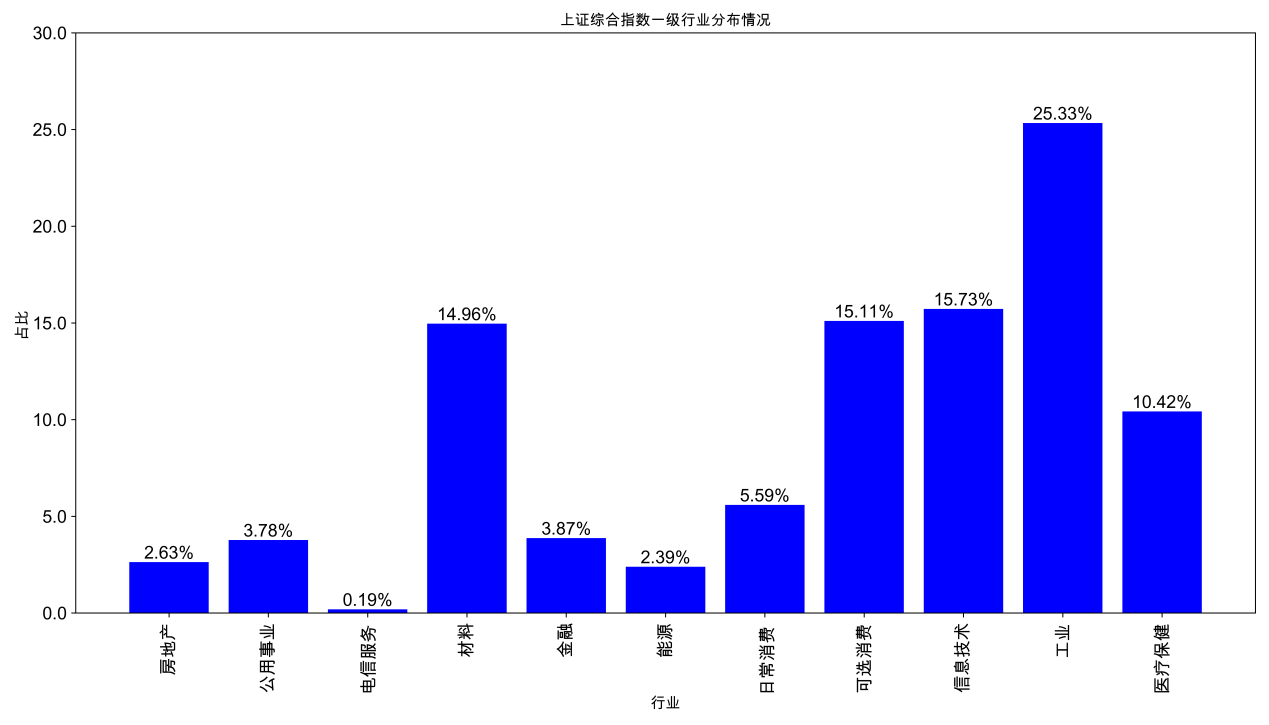 上证综合指数一级行业分布情况
30.0
25.0
20.0
15.0
10.0
5.0
0.0
占比
2.63%
3.78%
0.19%
14.96%
3.87%
2.39%
5.59%
15.11%
15.73%
25.33%
10.42%
房地产
公用事业
电信服务
材料
金融
能源
日常消费
可选消费
信息技术
工业
医疗保健
行业